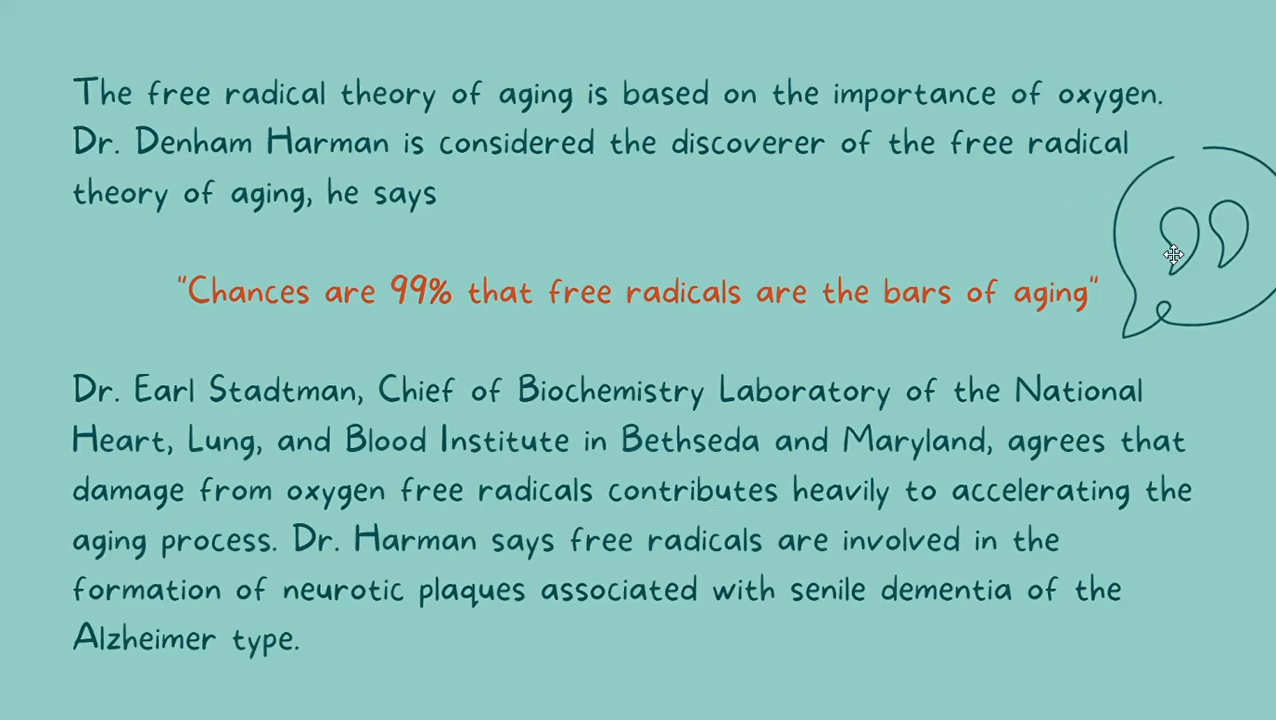 The free radical theory of aging is based on the importance of oxygen.
Dr. Denham Harman is considered the discoverer of the free radical
theory of aging, he says
"Chances are 99% that free radicals are the bars of aging"
Dr. Earl Stadtman, Chief of Biochemistry Laboratory of the National
Heart, Lung, and Blood Institute in Bethseda and Maryland, agrees that
damage from oxygen free radicals contributes heavily to accelerating the
aging process. Dr. Harman says free radicals are involved in the
formation of neurotic plaques associated with senile dementia of the
Alzheimer type.